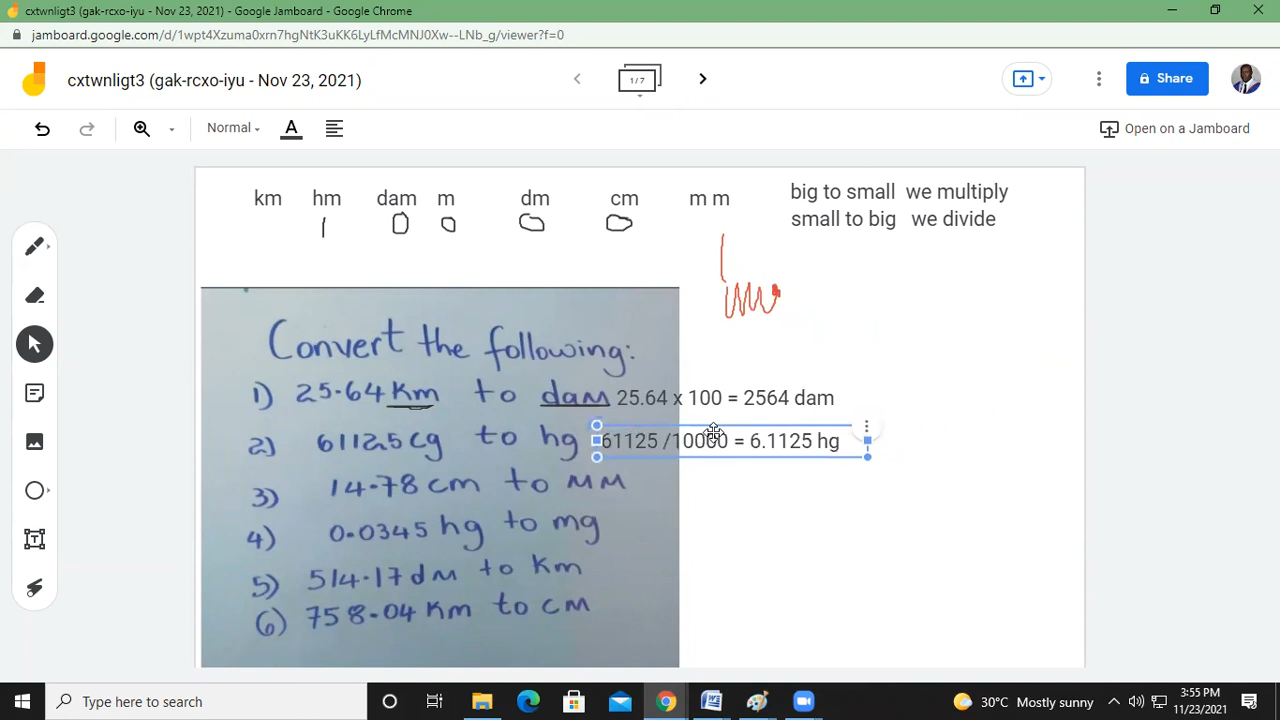 cxtwnligt3 (gak-rcxo-iyu - Nov 23, 2021) - Google Jamboard - Google Chrome
jamboard.google.com/d/1wpt4Xzuma0xrn7hgNtK3uKK6LyLfMcMNJ0Xw--LNb_g/viewer?f=0
cxtwnligt3 (gak-rcxo-iyu - Nov 23, 2021)
1 / 7
Share
Normal
A
Open on a Jamboard
km hm dam m dm cm m m
1 0 0 0 0
big to small we multiply
small to big we divide
Convert the following:
1) 25.64 km to dam 25.64 x 100 = 2564 dam
2) 61125 cg to hg 61125 /10000 = 6.1125 hg
3) 14.78 cm to MM
4) 0.0345 hg to mg
5) 514.17 dm to Km
6) 758.04 Km to cm
Type here to search
30°C Mostly sunny
3:55 PM
11/23/2021